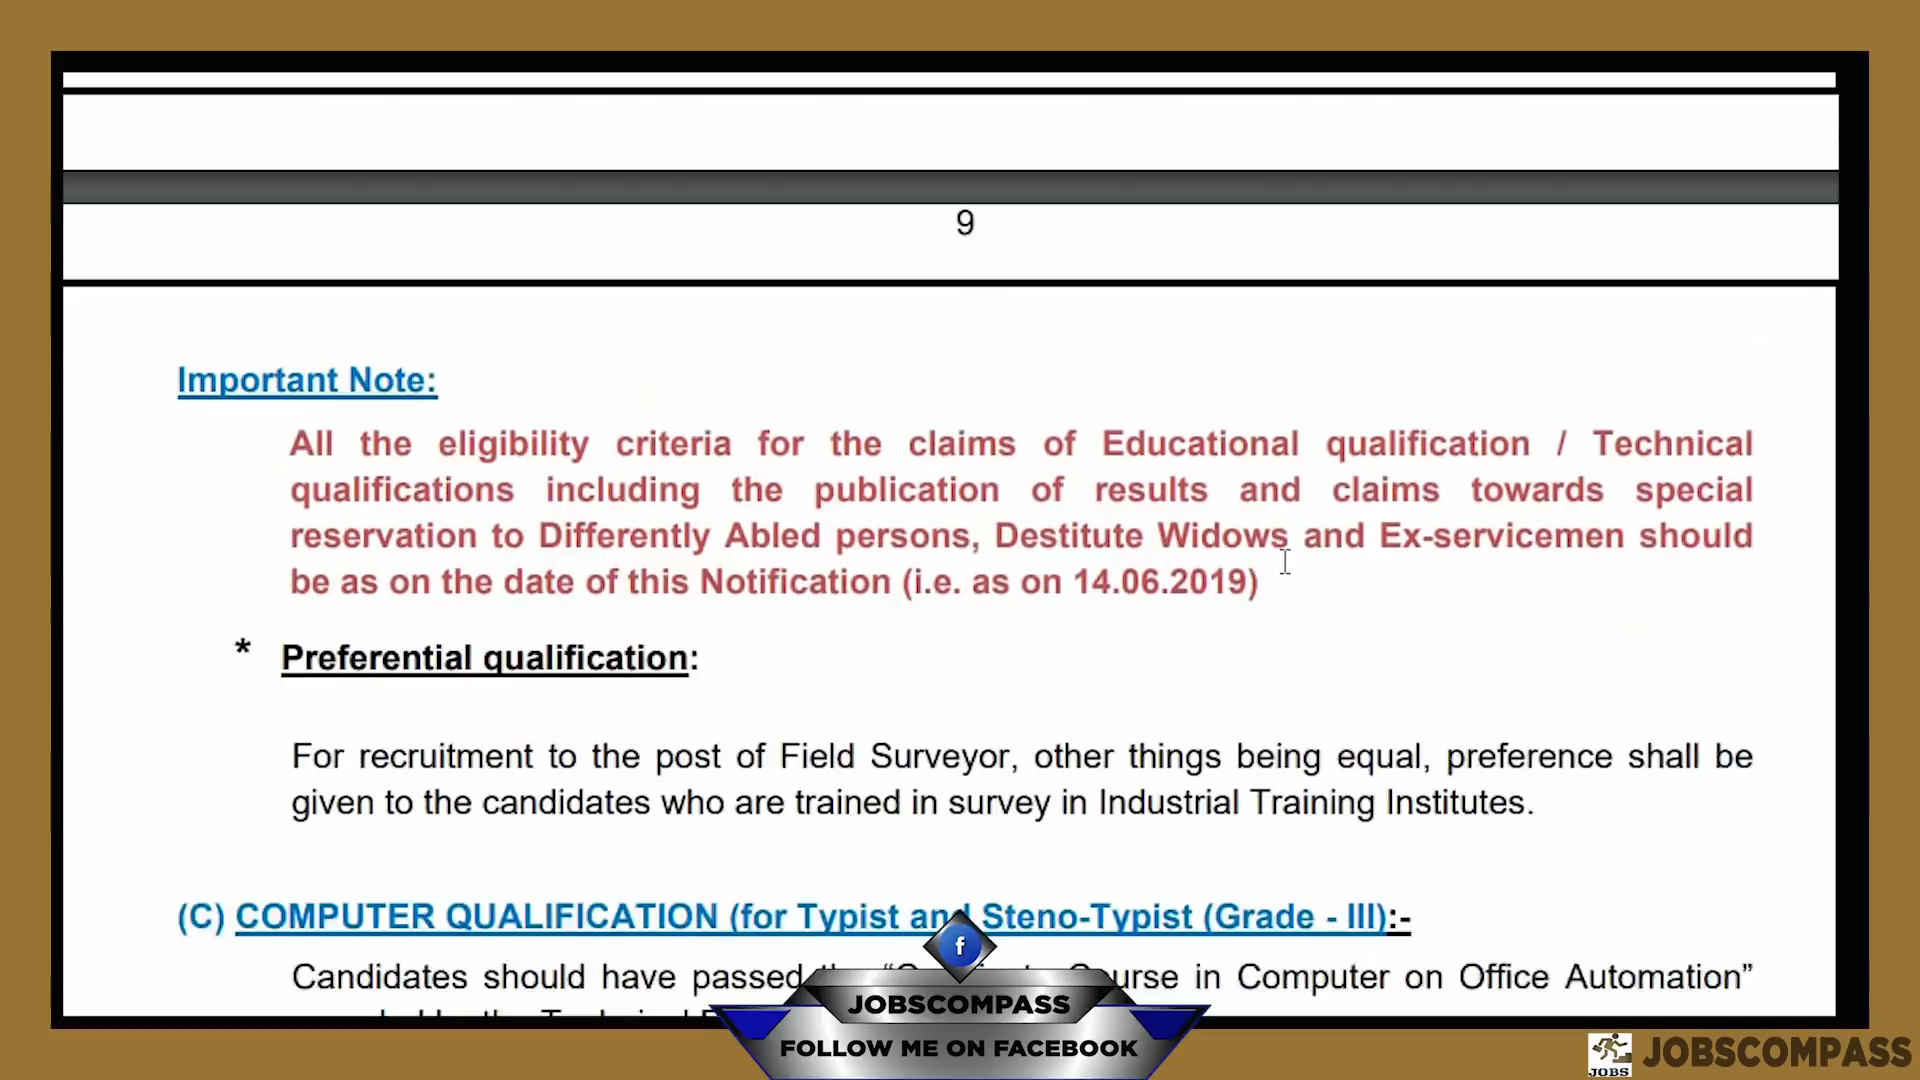 9
Important Note:
All the eligibility criteria for the claims of Educational qualification / Technical
qualifications including the publication of results and claims towards special
reservation to Differently Abled persons, Destitute Widows and Ex-servicemen should
be as on the date of this Notification (i.e. as on 14.06.2019)
* Preferential qualification:
For recruitment to the post of Field Surveyor, other things being equal, preference shall be
given to the candidates who are trained in survey in Industrial Training Institutes.
(C) COMPUTER QUALIFICATION (for Typist and Steno-Typist (Grade - III):-
Candidates should have passed Course in Computer on Office Automation”
f
JOBSCOMPASS
FOLLOW ME ON FACEBOOK
JOBS
JOBSCOMPASS